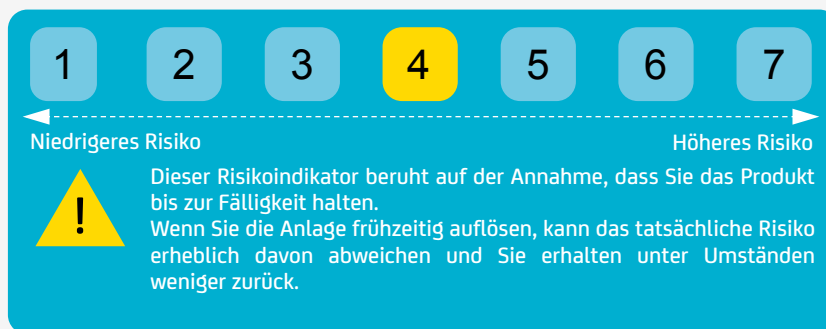 1 2 3 4 5 6 7
Niedrigeres Risiko Höheres Risiko
!
Dieser Risikoindikator beruht auf der Annahme, dass Sie das Produkt
bis zur Fälligkeit halten.
Wenn Sie die Anlage frühzeitig auflösen, kann das tatsächliche Risiko
erheblich davon abweichen und Sie erhalten unter Umständen
weniger zurück.